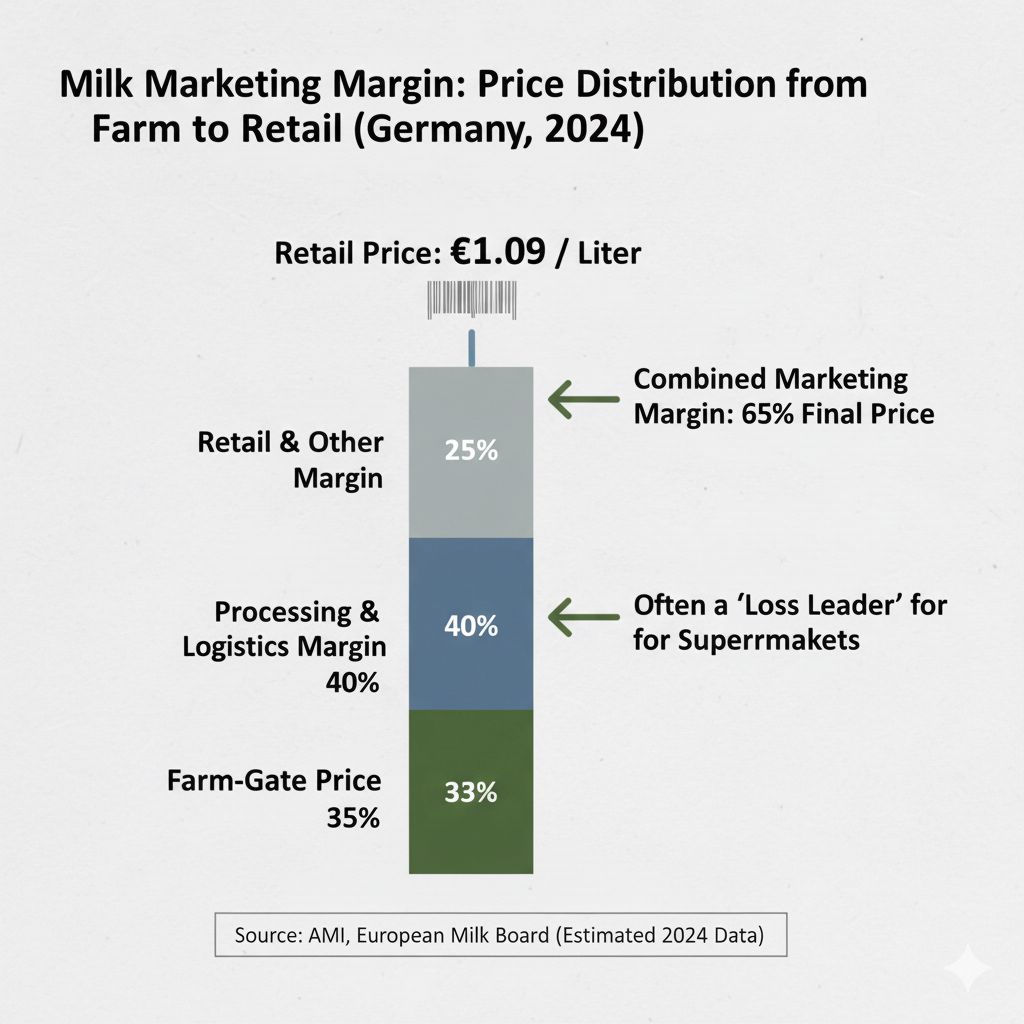 Milk Marketing Margin: Price Distribution from
Farm to Retail (Germany, 2024)
Retail Price: €1.09 / Liter
Combined Marketing
Margin: 65% Final Price
Retail & Other
Margin
25%
Processing &
Logistics Margin
40%
40%
Often a ‘Loss Leader’ for
for Superrmakets
Farm-Gate Price
35%
33%
Source: AMI, European Milk Board (Estimated 2024 Data)